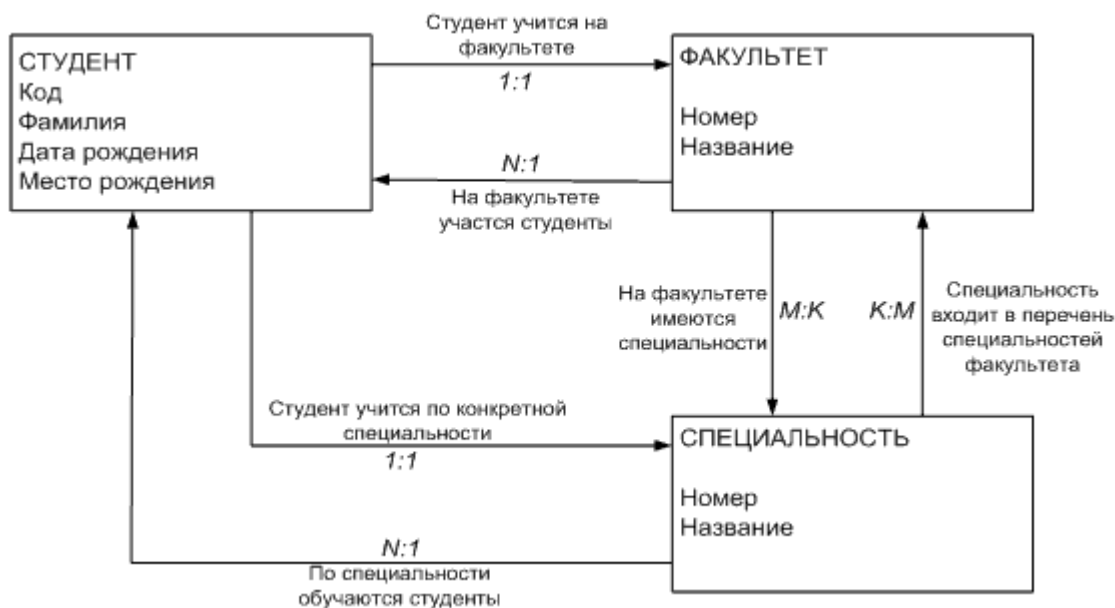 Студент учится на
факультете
1:1
СТУДЕНТ
Код
Фамилия
Дата рождения
Место рождения
ФАКУЛЬТЕТ
Номер
Название
N:1
На факультете
участся студенты
На факультете
имеются
специальности
M:K
K:M
Специальность
входит в перечень
специальностей
факультета
Студент учится по конкретной
специальности
1:1
СПЕЦИАЛЬНОСТЬ
Номер
Название
N:1
По специальности
обучаются студенты